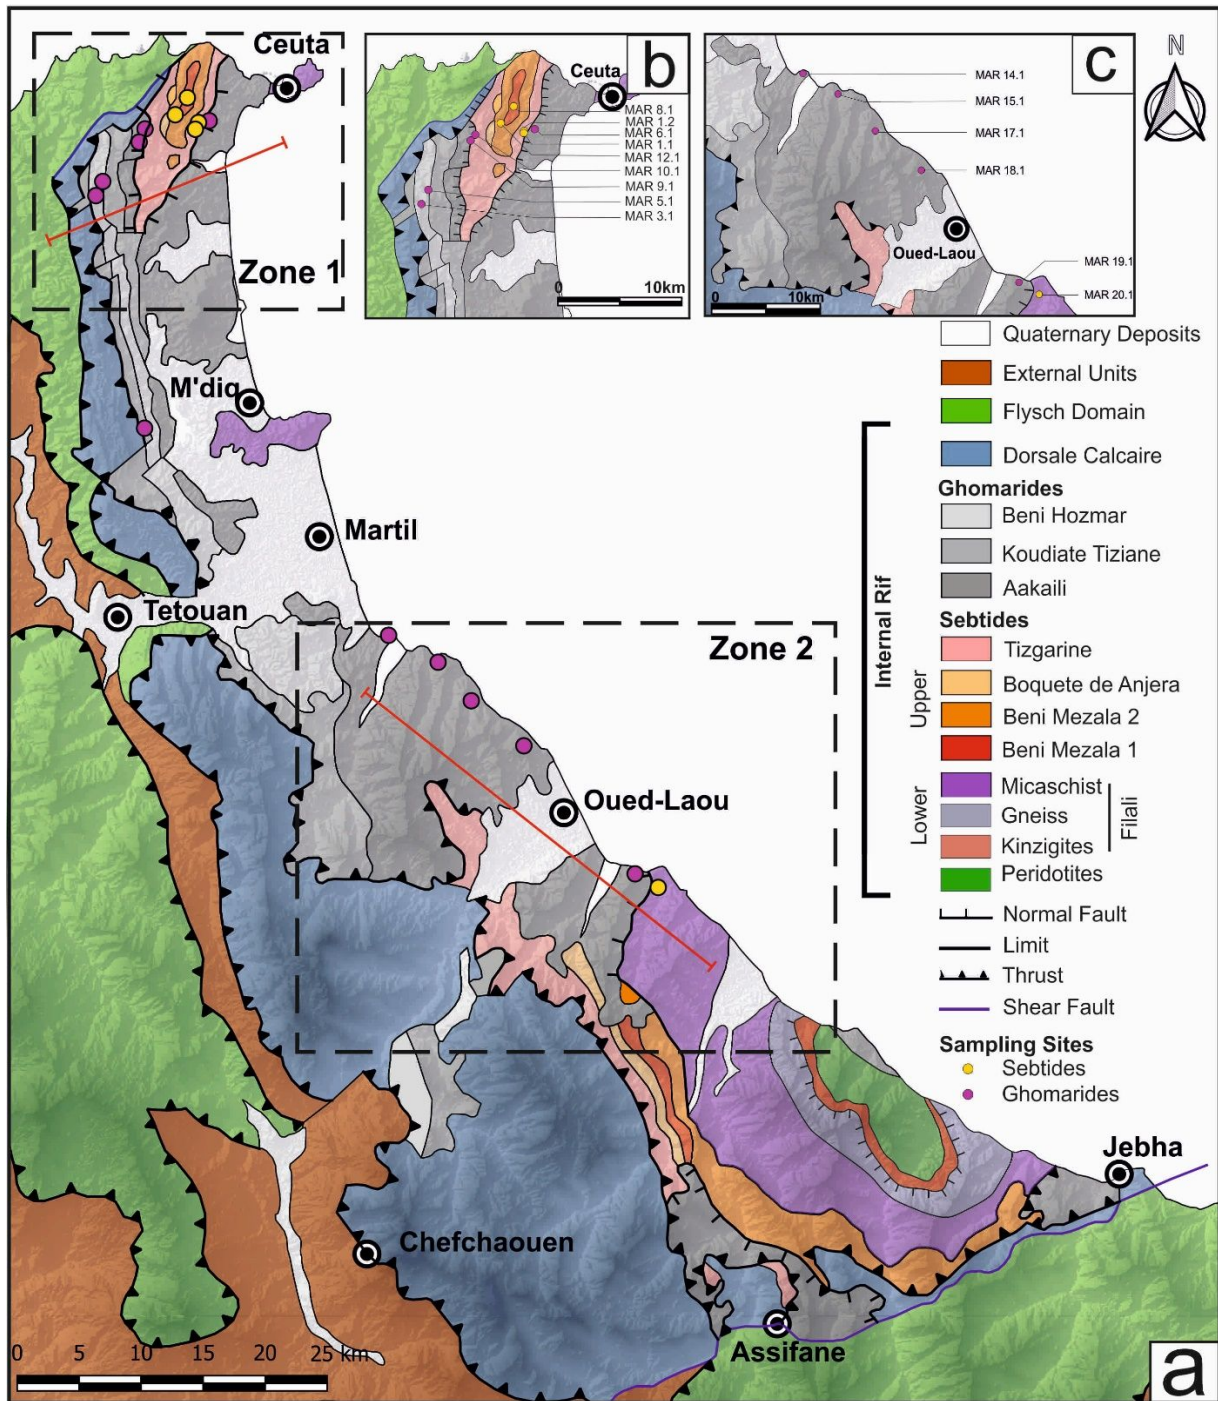 Ceuta
Zone 1
M'diq
Martil
Tetouan
Zone 2
Oued-Laou
Chefchaouen
Jebha
Assifane
0 5 10 15 20 25 km
a
b
Ceuta
MAR 8.1
MAR 1.2
MAR 6.1
MAR 1.1
MAR 12.1
MAR 10.1
MAR 9.1
MAR 5.1
MAR 3.1
0 10km
c
MAR 14.1
MAR 15.1
MAR 17.1
MAR 18.1
Oued-Laou
MAR 19.1
MAR 20.1
0 10km
N
Quaternary Deposits
External Units
Flysch Domain
Internal Rif
Dorsale Calcaire
Ghomarides
Beni Hozmar
Koudiate Tiziane
Aakaili
Sebtides
Upper
Tizgarine
Boquete de Anjera
Beni Mezala 2
Beni Mezala 1
Lower
Micaschist
Gneiss
Kinzigites
Filali
Peridotites
Normal Fault
Limit
Thrust
Shear Fault
Sampling Sites
Sebtides
Ghomarides